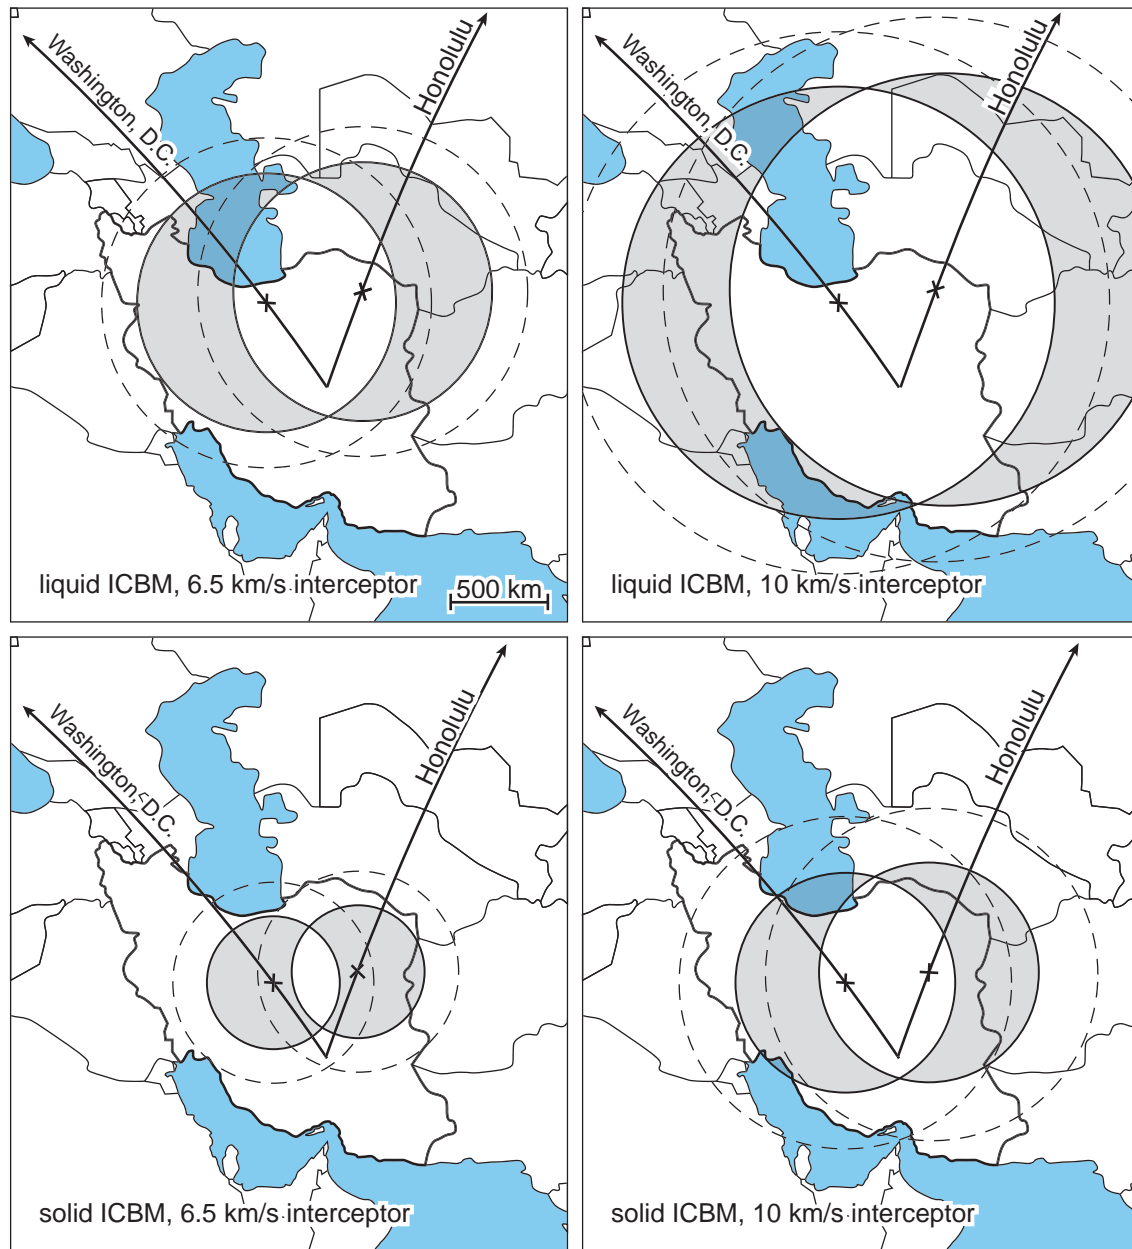 Washington, D.C.
Honolulu
liquid ICBM, 6.5 km/s interceptor
500 km
Washington, D.C.
Honolulu
liquid ICBM, 10 km/s interceptor
Washington, D.C.
Honolulu
solid ICBM, 6.5 km/s interceptor
Washington, D.C.
Honolulu
solid ICBM, 10 km/s interceptor